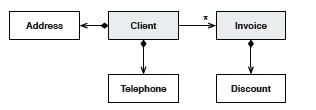 *
Address Client Invoice
Telephone Discount